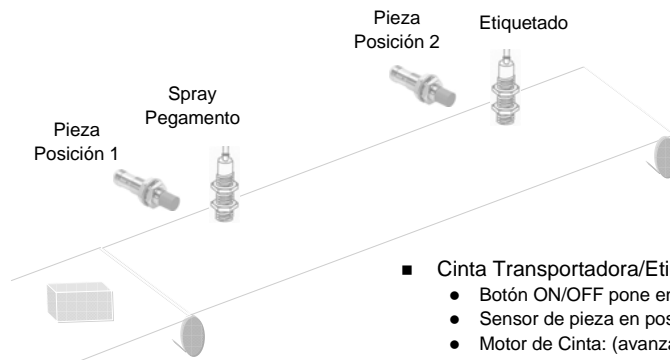 Pieza
Posición 2
Etiquetado
Spray
Pegamento
Pieza
Posición 1
■ Cinta Transportadora/Eti
● Botón ON/OFF pone
● Sensor de pieza en
● Motor de Cinta: